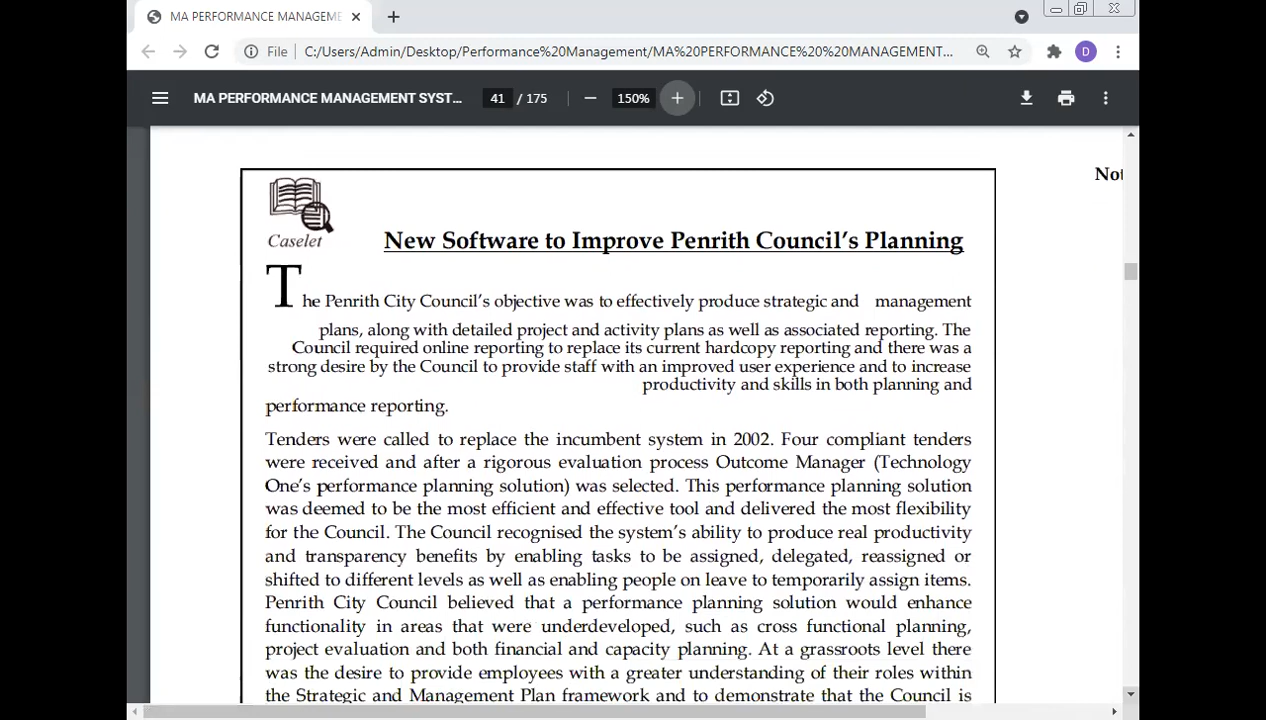 MA PERFORMANCE MANAGEME
File C:/Users/Admin/Desktop/Performance%20Management/MA%20PERFORMANCE%20%20MANAGEMENT... D
MA PERFORMANCE MANAGEMENT SYST... 41 / 175 150%
Not
Caselet
New Software to Improve Penrith Council's Planning
The Penrith City Council's objective was to effectively produce strategic and management
plans, along with detailed project and activity plans as well as associated reporting. The
Council required online reporting to replace its current hardcopy reporting and there was a
strong desire by the Council to provide staff with an improved user experience and to increase
productivity and skills in both planning and
performance reporting.
Tenders were called to replace the incumbent system in 2002. Four compliant tenders
were received and after a rigorous evaluation process Outcome Manager (Technology
One's performance planning solution) was selected. This performance planning solution
was deemed to be the most efficient and effective tool and delivered the most flexibility
for the Council. The Council recognised the system's ability to produce real productivity
and transparency benefits by enabling tasks to be assigned, delegated, reassigned or
shifted to different levels as well as enabling people on leave to temporarily assign items.
Penrith City Council believed that a performance planning solution would enhance
functionality in areas that were underdeveloped, such as cross functional planning,
project evaluation and both financial and capacity planning. At a grassroots level there
was the desire to provide employees with a greater understanding of their roles within
the Strategic and Management Plan framework and to demonstrate that the Council is